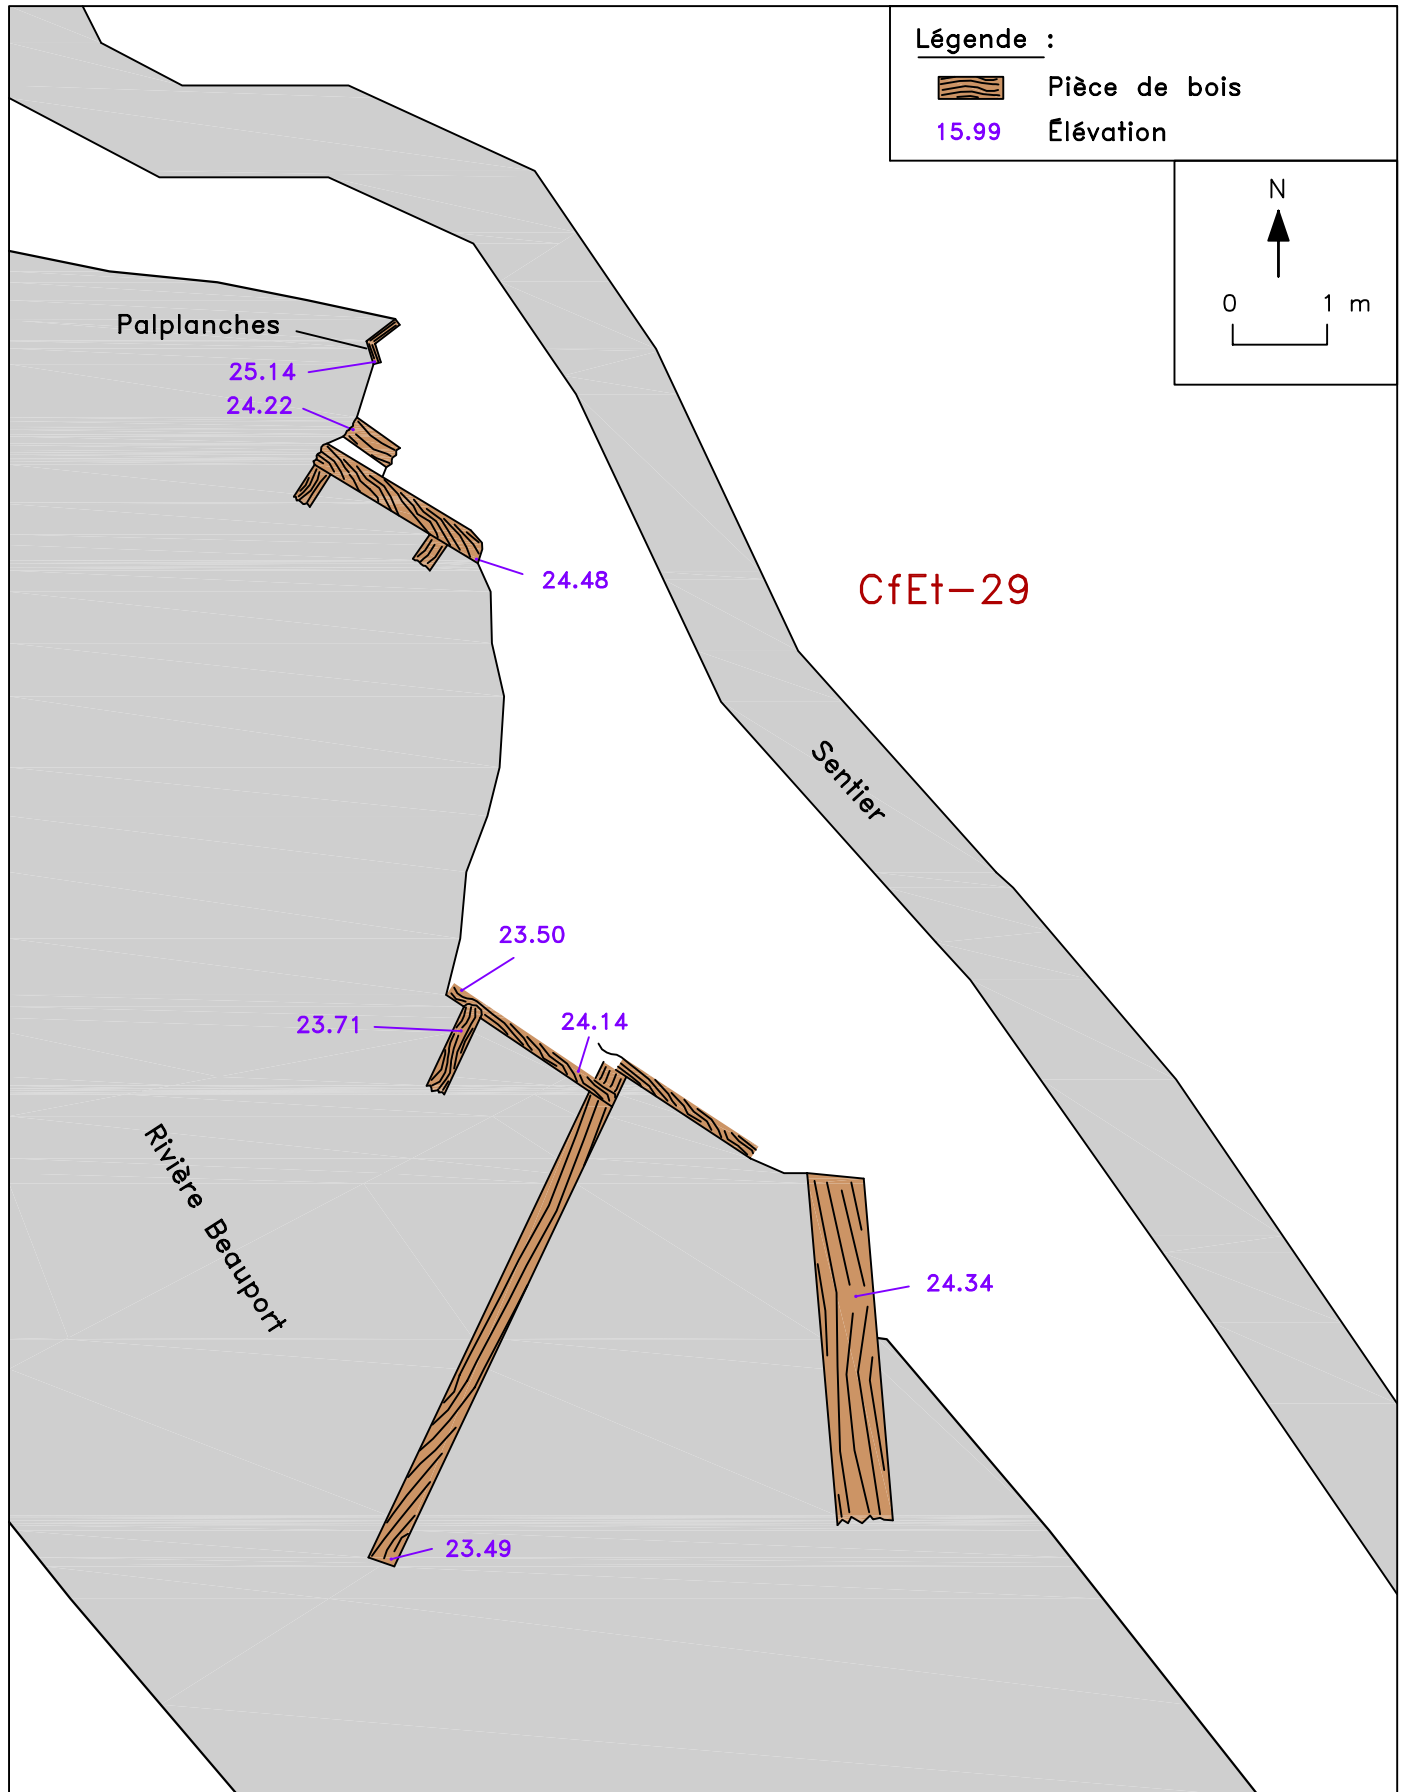 Légende :
Pièce de bois
15.99 Élévation
N
0 1 m
Palplanches
25.14
24.22
24.48
CfEt-29
Sentier
23.50
23.71
24.14
Rivière Beauport
24.34
23.49